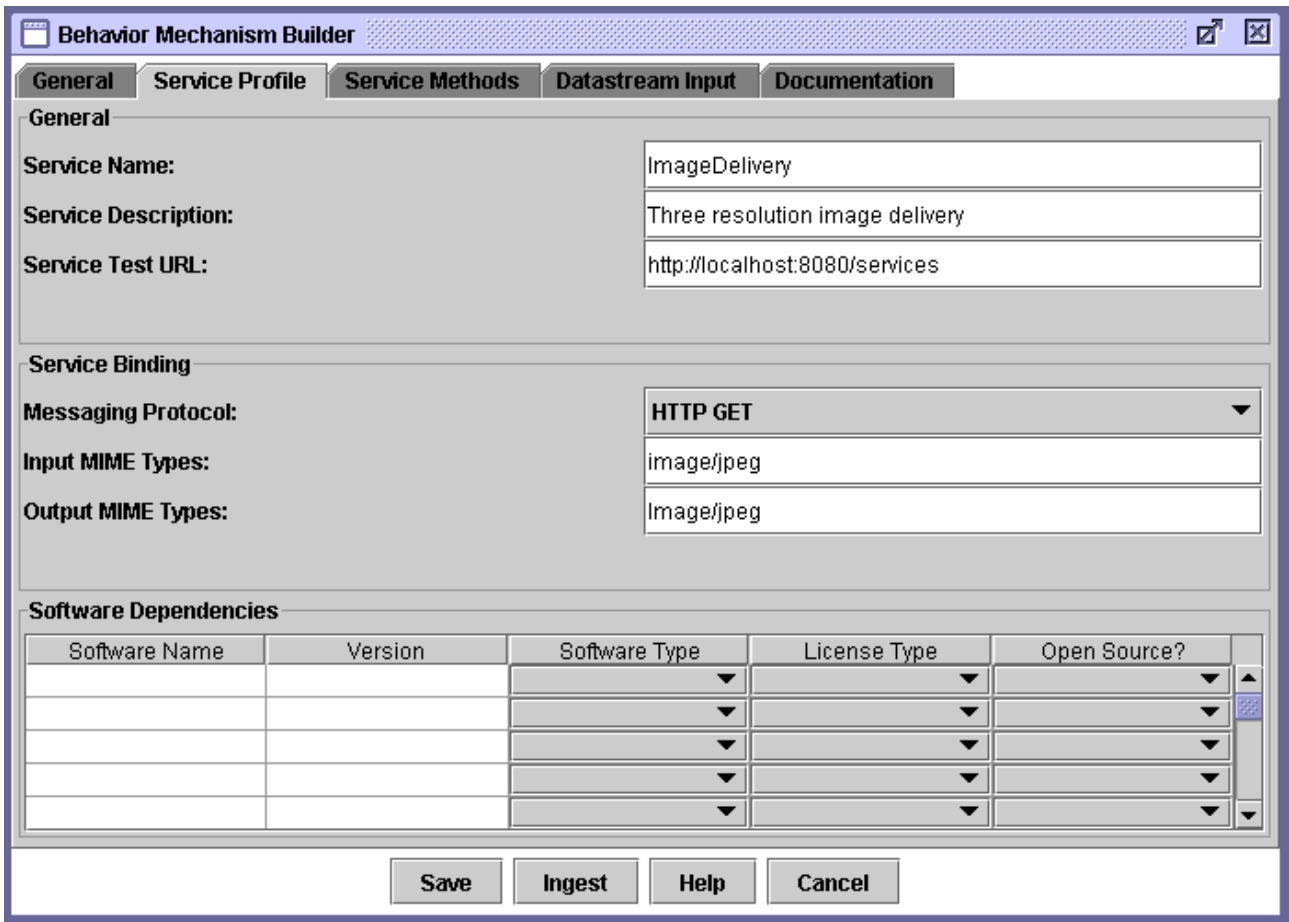 Behavior Mechanism Builder
General Service Profile Service Methods Datastream Input Documentation
General
Service Name: ImageDelivery
Service Description: Three resolution image delivery
Service Test URL: http://localhost:8080/services
Service Binding
Messaging Protocol: HTTP GET
Input MIME Types: image/jpeg
Output MIME Types: Image/jpeg
Software Dependencies
Software Name Version Software Type License Type Open Source?
Save Ingest Help Cancel